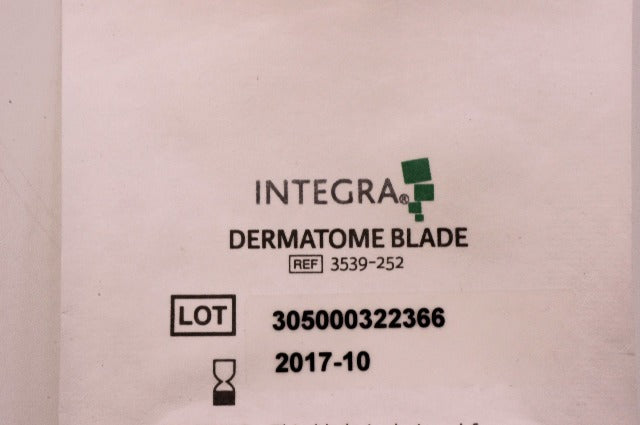 INTEGRA®
DERMATOME BLADE
REF 3539-252
LOT 305000322366
2017-10